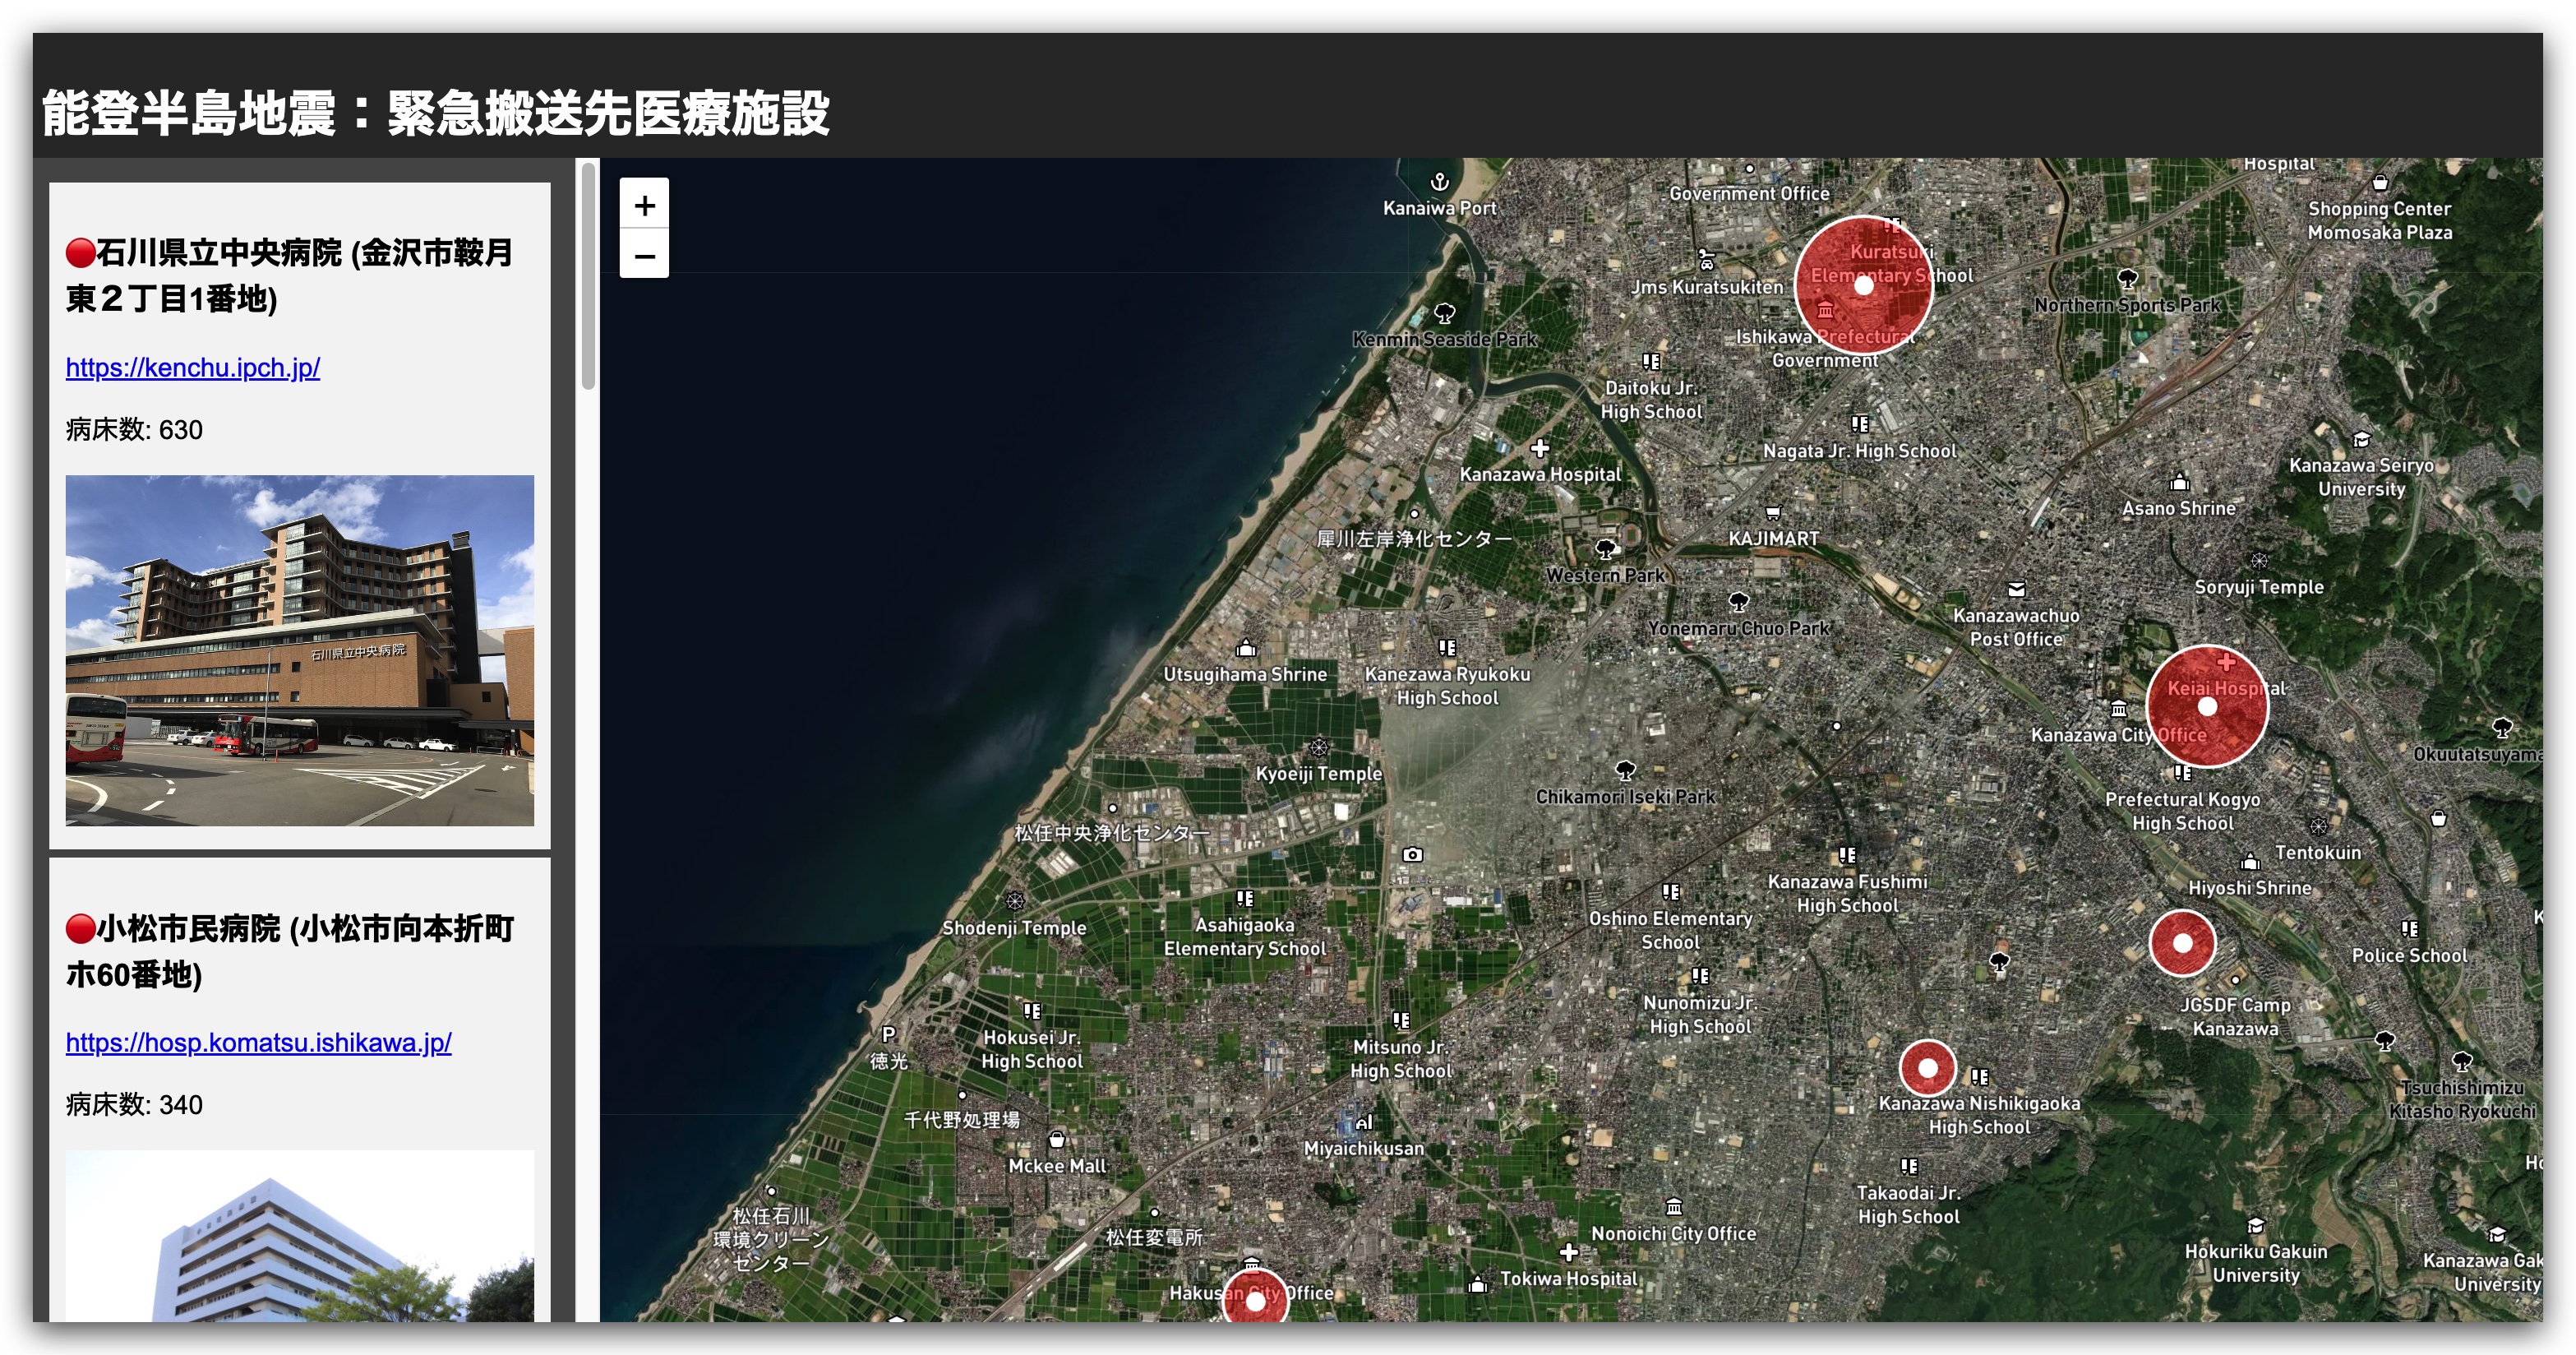 能登半島地震：緊急搬送先医療施設
石川県立中央病院 (金沢市鞍月
東２丁目1番地)
https://kenchu.ipch.jp/
病床数: 630
石川県立中央病院
小松市民病院 (小松市向本折町
ホ60番地)
https://hosp.komatsu.ishikawa.jp/
病床数: 340
+
−
Kanaiwa Port
Government Office
Hospital
Shopping Center
Momosaka Plaza
Kuratsuki
Elementary School
Jms Kuratsukiten
Northern Sports Park
Kenmin Seaside Park
Ishikawa Prefectural
Government
Daitoku Jr.
High School
Nagata Jr. High School
Kanazawa Hospital
Kanazawa Seiryo
University
Asano Shrine
犀川左岸浄化センター
KAJIMART
Western Park
Soryuji Temple
Yonemaru Chuo Park
Kanazawachuo
Post Office
Utsugihama Shrine
Kanezawa Ryukoku
High School
Keiai Hospital
Kanazawa City Office
Okuutatsuyama
Kyoeiji Temple
Chikamori Iseki Park
Prefectural Kogyo
High School
松任中央浄化センター
Tentokuin
Hiyoshi Shrine
Kanazawa Fushimi
High School
Shodenji Temple
Asahigaoka
Elementary School
Oshino Elementary
School
K
Police School
Nunomizu Jr.
High School
JGSDF Camp
Kanazawa
P
徳光
Hokusei Jr.
High School
Mitsuno Jr.
High School
Tsuchishimizu
Kitasho Ryokuchi
千代野処理場
Kanazawa Nishikigaoka
High School
Miyaichikusan
Mckee Mall
Ho
Takaodai Jr.
High School
松任石川
環境クリーン
センター
松任変電所
Nonoichi City Office
Hokuriku Gakuin
University
Kanazawa Gak
University
Tokiwa Hospital
Hakusan City Office